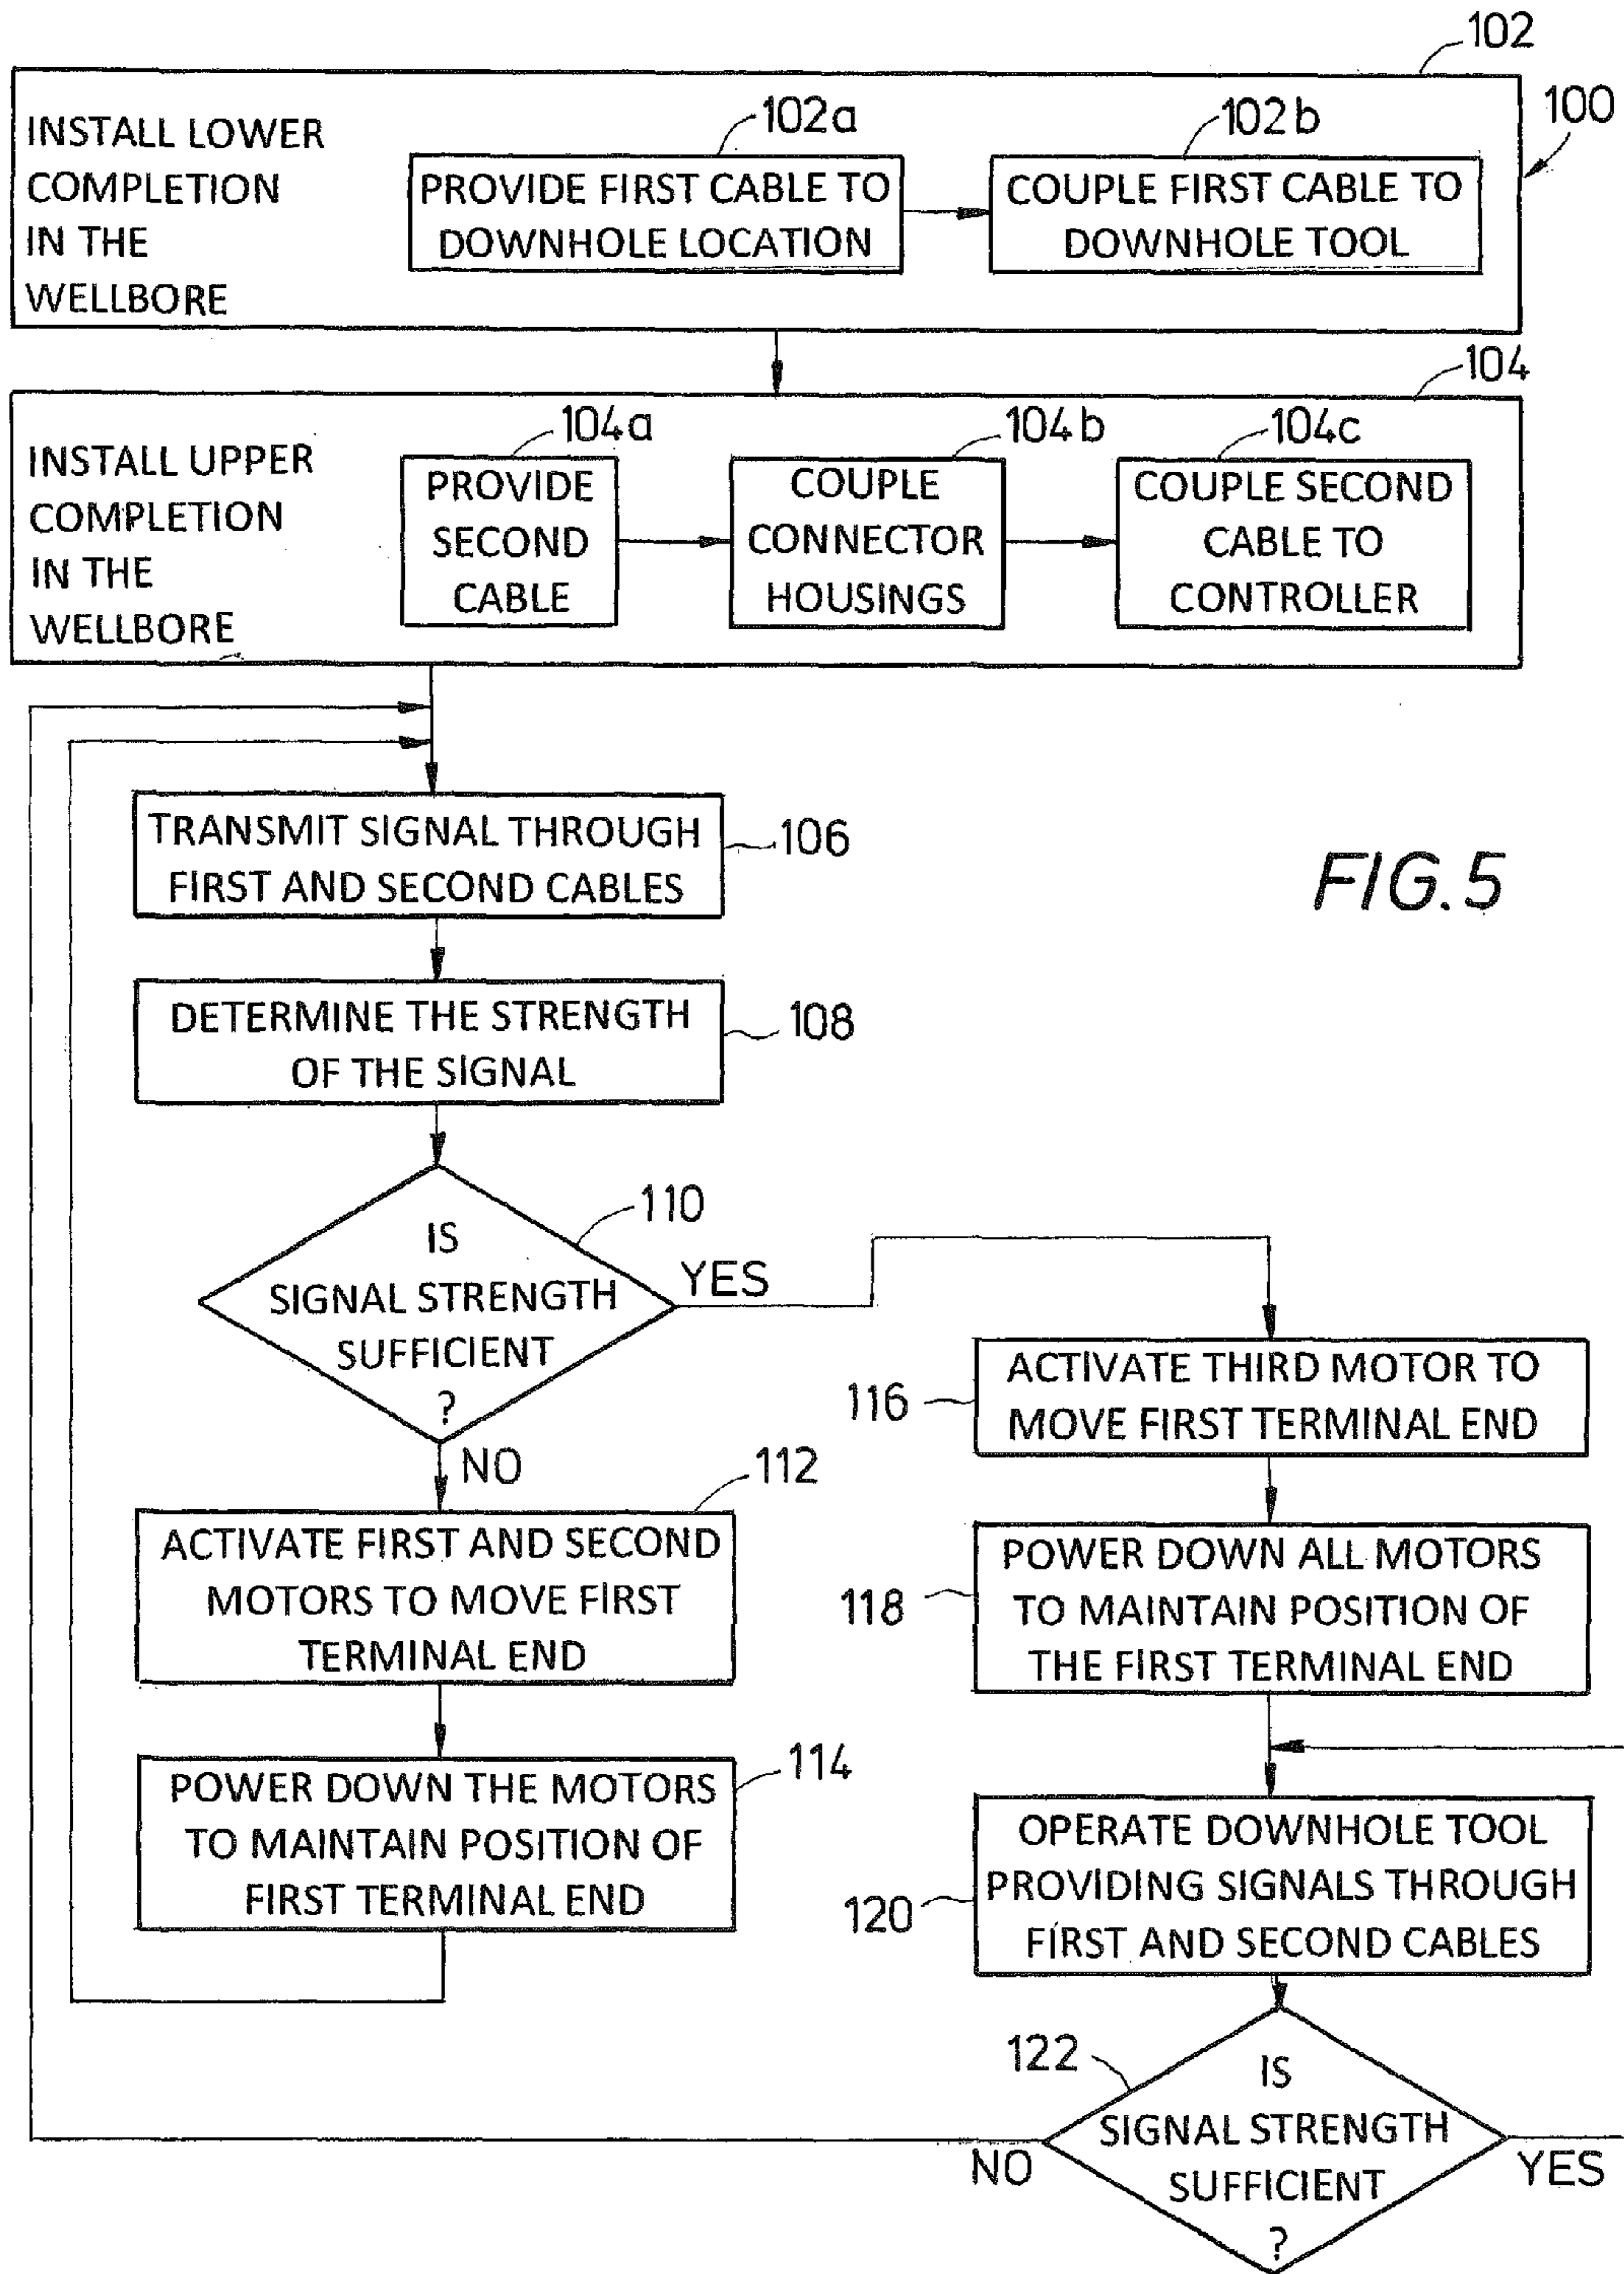 102
100
INSTALL LOWER
COMPLETION
IN THE
WELLBORE
102a
PROVIDE FIRST CABLE TO
DOWNHOLE LOCATION
102b
COUPLE FIRST CABLE TO
DOWNHOLE TOOL
104
INSTALL UPPER
COMPLETION
IN THE
WELLBORE
104a
PROVIDE
SECOND
CABLE
104b
COUPLE
CONNECTOR
HOUSINGS
104c
COUPLE SECOND
CABLE TO
CONTROLLER
TRANSMIT SIGNAL THROUGH
FIRST AND SECOND CABLES
106
FIG. 5
DETERMINE THE STRENGTH
OF THE SIGNAL
108
110
IS
SIGNAL STRENGTH
SUFFICIENT
?
YES
NO
112
ACTIVATE FIRST AND SECOND
MOTORS TO MOVE FIRST
TERMINAL END
114
POWER DOWN THE MOTORS
TO MAINTAIN POSITION OF
FIRST TERMINAL END
116
ACTIVATE THIRD MOTOR TO
MOVE FIRST TERMINAL END
118
POWER DOWN ALL MOTORS
TO MAINTAIN POSITION OF
THE FIRST TERMINAL END
120
OPERATE DOWNHOLE TOOL
PROVIDING SIGNALS THROUGH
FIRST AND SECOND CABLES
122
IS
SIGNAL STRENGTH
SUFFICIENT
?
NO
YES